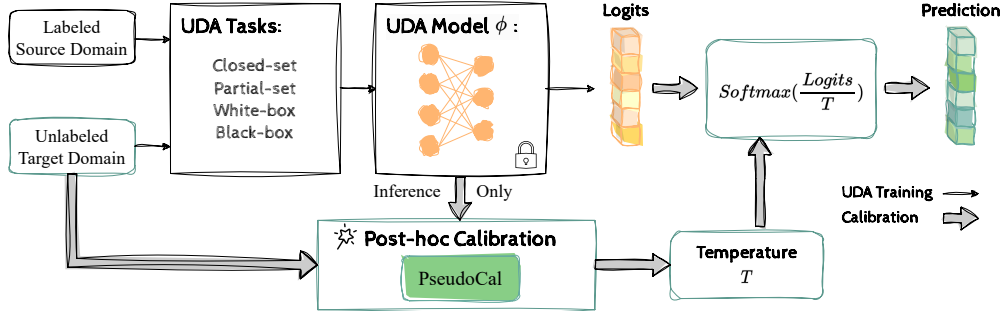 Labeled
Source Domain
Unlabeled
Target Domain
UDA Tasks:
Closed-set
Partial-set
White-box
Black-box
UDA Model ϕ :
Inference Only
Post-hoc Calibration
PseudoCal
Logits
Softmax(Logits/T)
Prediction
Temperature
T
UDA Training
Calibration